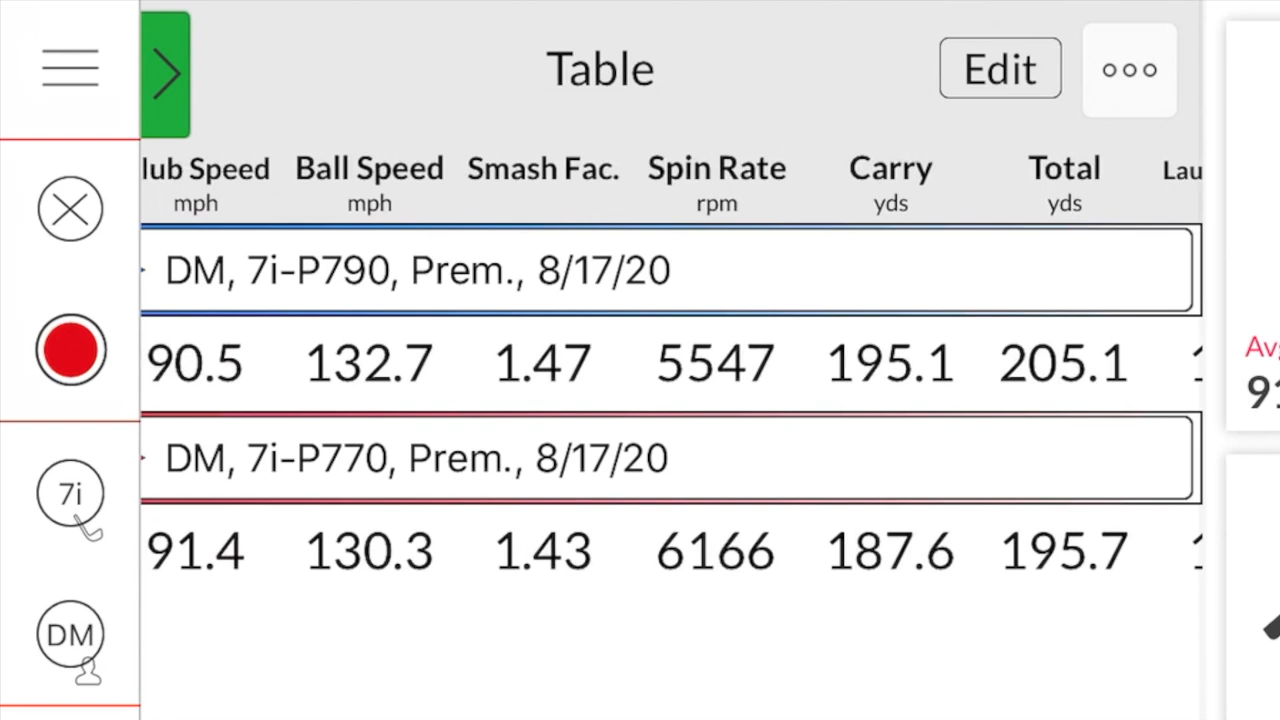 Table
Edit
lub Speed Ball Speed Smash Fac. Spin Rate Carry Total Lau
mph mph rpm yds yds
DM, 7i-P790, Prem., 8/17/20
90.5 132.7 1.47 5547 195.1 205.1
Av
91
DM, 7i-P770, Prem., 8/17/20
7i
91.4 130.3 1.43 6166 187.6 195.7
DM